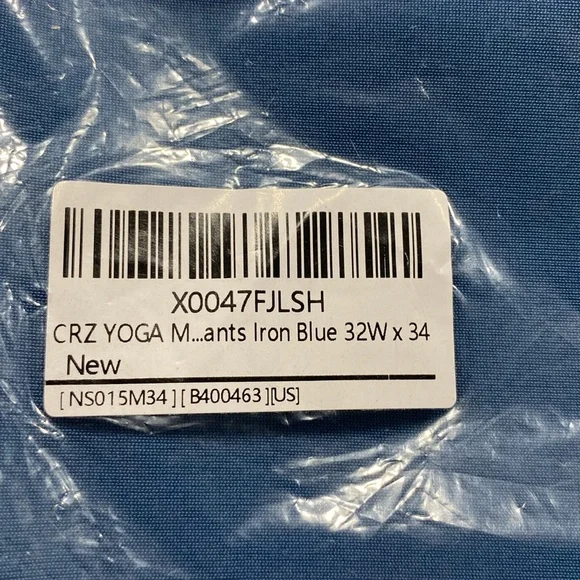 X0047FJLSH
CRZ YOGA M...ants Iron Blue 32W x 34
New
[ NS015M34 ] [ B400463 ][US]